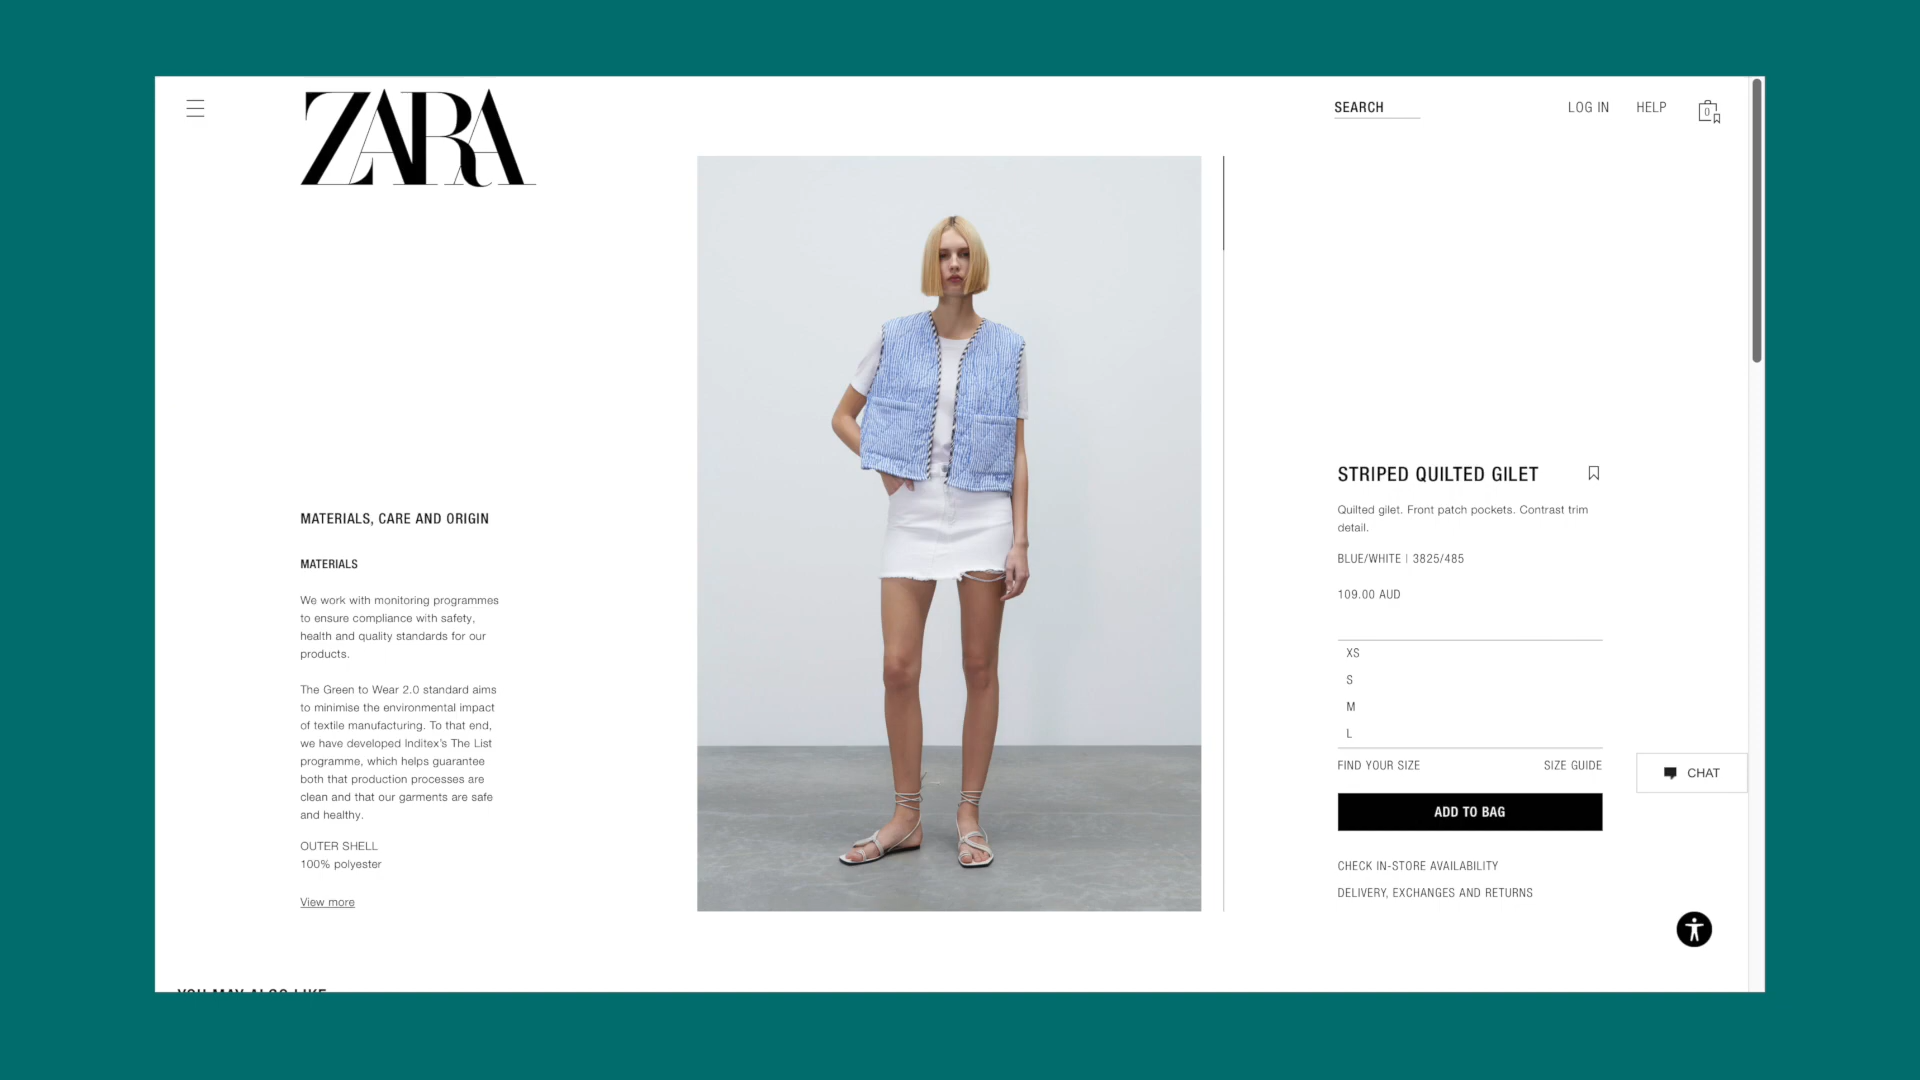 ZARA
SEARCH
LOG IN
HELP
0
MATERIALS, CARE AND ORIGIN
MATERIALS
We work with monitoring programmes
to ensure compliance with safety,
health and quality standards for our
products.
The Green to Wear 2.0 standard aims
to minimise the environmental impact
of textile manufacturing. To that end,
we have developed Inditex's The List
programme, which helps guarantee
both that production processes are
clean and that our garments are safe
and healthy.
OUTER SHELL
100% polyester
View more
STRIPED QUILTED GILET
Quilted gilet. Front patch pockets. Contrast trim
detail.
BLUE/WHITE | 3825/485
109.00 AUD
XS
S
M
L
FIND YOUR SIZE
SIZE GUIDE
ADD TO BAG
CHECK IN-STORE AVAILABILITY
DELIVERY, EXCHANGES AND RETURNS
CHAT
YOU MAY ALSO LIKE